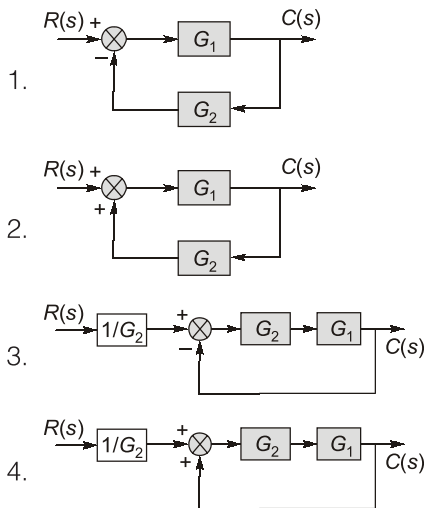 R(s) + C(s)
G₁
−
1.
G₂
R(s) + C(s)
G₁
+
2.
G₂
R(s) +
1/G₂ G₂ G₁
− C(s)
3.
R(s) +
1/G₂ G₂ G₁
+ C(s)
4.